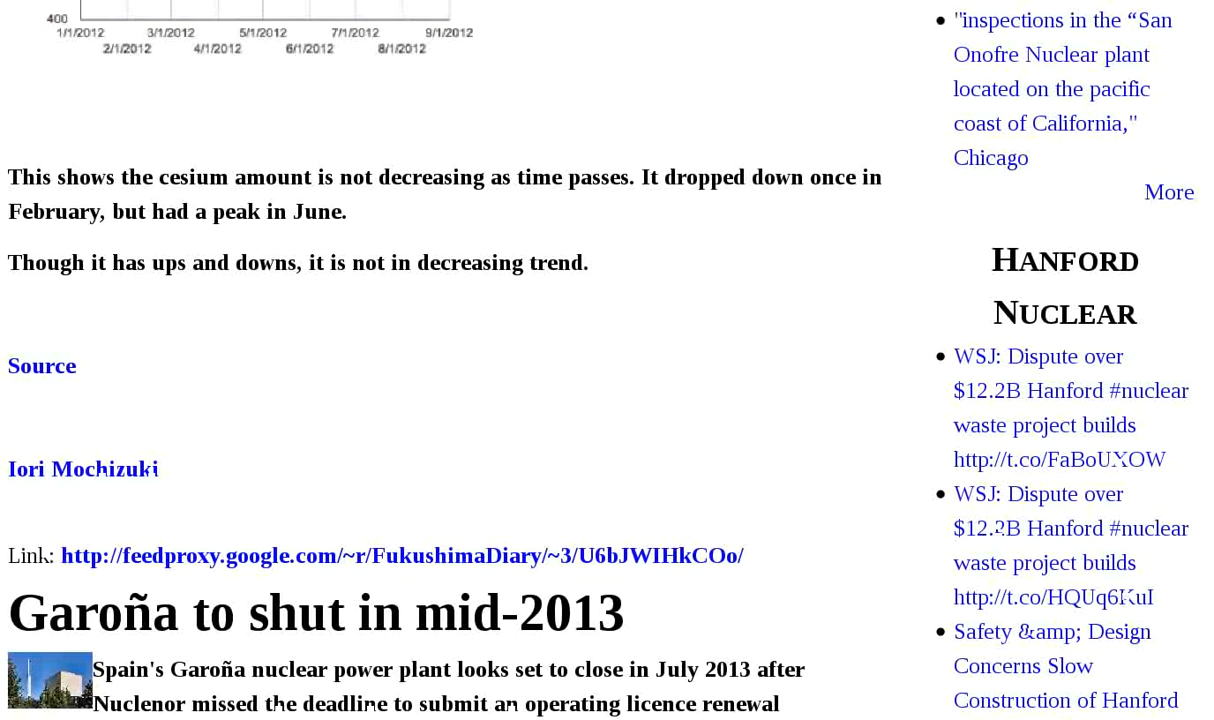 400
1/1/2012 3/1/2012 5/1/2012 7/1/2012 9/1/2012
2/1/2012 4/1/2012 6/1/2012 8/1/2012
This shows the cesium amount is not decreasing as time passes. It dropped down once in
February, but had a peak in June.
Though it has ups and downs, it is not in decreasing trend.
Source
Iori Mochizuki
Link: http://feedproxy.google.com/~r/FukushimaDiary/~3/U6bJWIHkCOo/
Garoña to shut in mid-2013
Spain's Garoña nuclear power plant looks set to close in July 2013 after
Nuclenor missed the deadline to submit an operating licence renewal
"inspections in the “San
Onofre Nuclear plant
located on the pacific
coast of California,"
Chicago
More
HANFORD
NUCLEAR
WSJ: Dispute over
$12.2B Hanford #nuclear
waste project builds
http://t.co/FaBoUXOW
WSJ: Dispute over
$12.2B Hanford #nuclear
waste project builds
http://t.co/HQUq6KuI
Safety &amp; Design
Concerns Slow
Construction of Hanford